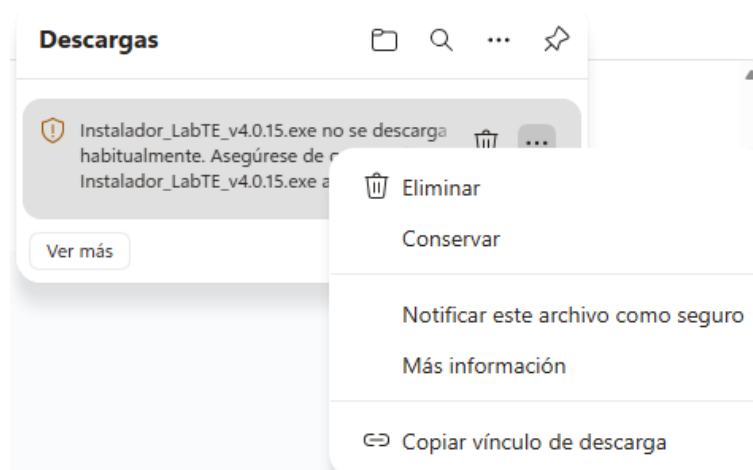 Descargas
Instalador_LabTE_v4.0.15.exe no se descarga
habitualmente. Asegúrese de
Instalador_LabTE_v4.0.15.exe
Eliminar
Conservar
Ver más
Notificar este archivo como seguro
Más información
Copiar vínculo de descarga